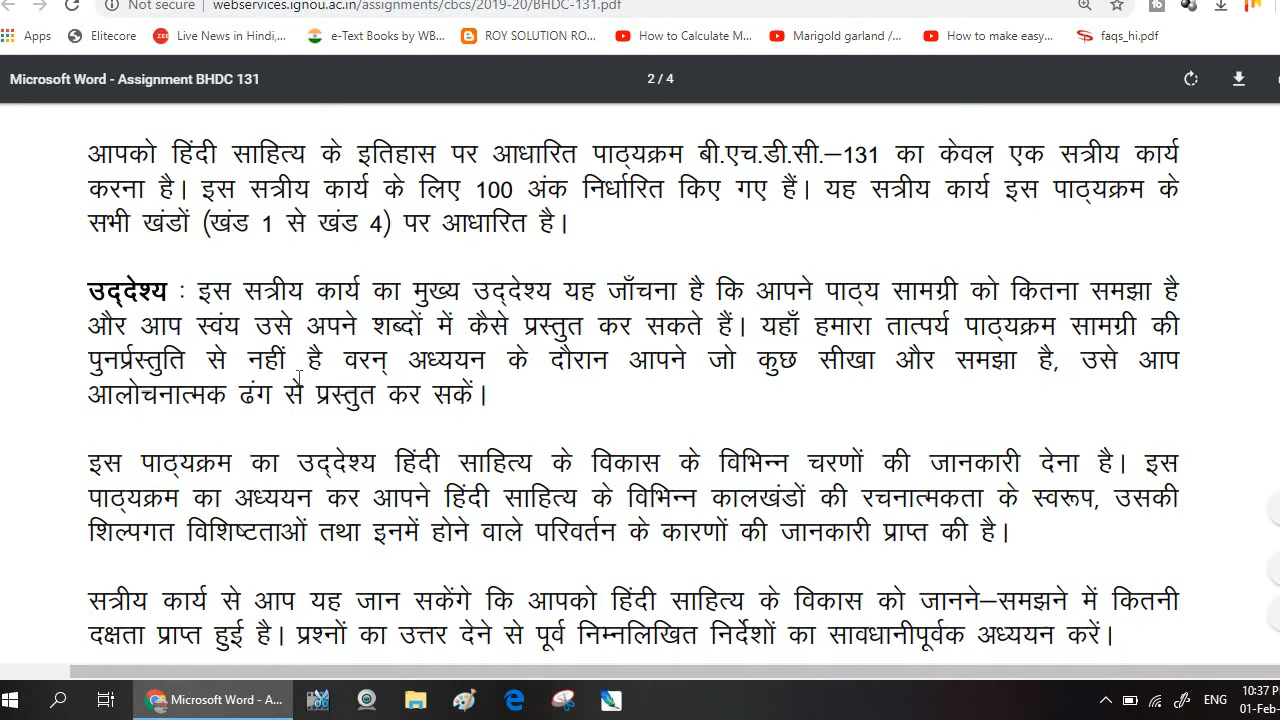 Not secure | webservices.ignou.ac.in/assignments/cbcs/2019-20/BHDC-131.pdf
Apps Elitecore Live News in Hindi,... e-Text Books by WB... ROY SOLUTION RO... How to Calculate M... Marigold garland /... How to make easy... faqs_hi.pdf
Microsoft Word - Assignment BHDC 131 2 / 4
आपको हिंदी साहित्य के इतिहास पर आधारित पाठ्यक्रम बी.एच.डी.सी.–131 का केवल एक सत्रीय कार्य
करना है। इस सत्रीय कार्य के लिए 100 अंक निर्धारित किए गए हैं। यह सत्रीय कार्य इस पाठ्यक्रम के
सभी खंडों (खंड 1 से खंड 4) पर आधारित है।
उद्देश्य : इस सत्रीय कार्य का मुख्य उद्देश्य यह जाँचना है कि आपने पाठ्य सामग्री को कितना समझा है
और आप स्वंय उसे अपने शब्दों में कैसे प्रस्तुत कर सकते हैं। यहाँ हमारा तात्पर्य पाठ्यक्रम सामग्री की
पुनर्प्रस्तुति से नहीं है वरन् अध्ययन के दौरान आपने जो कुछ सीखा और समझा है, उसे आप
आलोचनात्मक ढंग से प्रस्तुत कर सकें।
इस पाठ्यक्रम का उद्देश्य हिंदी साहित्य के विकास के विभिन्न चरणों की जानकारी देना है। इस
पाठ्यक्रम का अध्ययन कर आपने हिंदी साहित्य के विभिन्न कालखंडों की रचनात्मकता के स्वरूप, उसकी
शिल्पगत विशिष्टताओं तथा इनमें होने वाले परिवर्तन के कारणों की जानकारी प्राप्त की है।
सत्रीय कार्य से आप यह जान सकेंगे कि आपको हिंदी साहित्य के विकास को जानने–समझने में कितनी
दक्षता प्राप्त हुई है। प्रश्नों का उत्तर देने से पूर्व निम्नलिखित निर्देशों का सावधानीपूर्वक अध्ययन करें।
Microsoft Word - A... ENG 10:37 P
01-Feb-